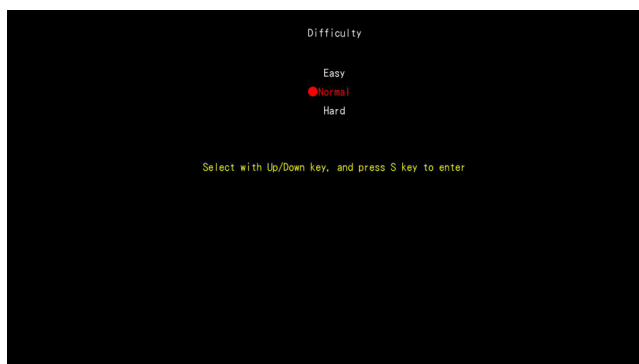 Difficulty
Easy
●Normal
Hard
Select with Up/Down key, and press S key to enter